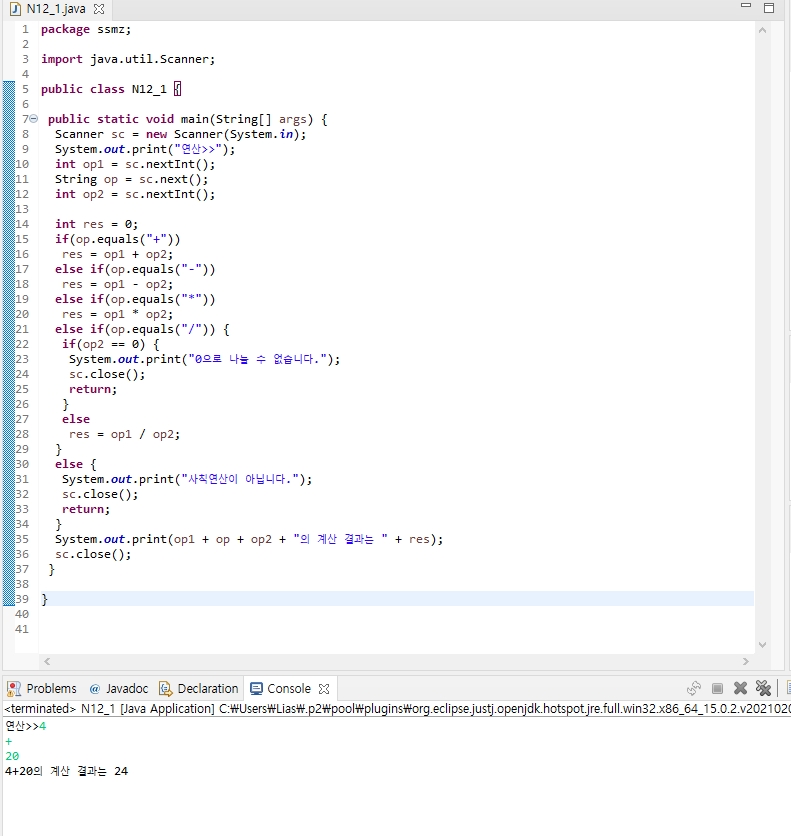 N12_1.java
1 package ssmz;
2
3 import java.util.Scanner;
4
5 public class N12_1 {
6
7 public static void main(String[] args) {
8 Scanner sc = new Scanner(System.in);
9 System.out.print("연산>>");
10 int op1 = sc.nextInt();
11 String op = sc.next();
12 int op2 = sc.nextInt();
13
14 int res = 0;
15 if(op.equals("+"))
16 res = op1 + op2;
17 else if(op.equals("-"))
18 res = op1 - op2;
19 else if(op.equals("*"))
20 res = op1 * op2;
21 else if(op.equals("/")) {
22 if(op2 == 0) {
23 System.out.print("0으로 나눌 수 없습니다.");
24 sc.close();
25 return;
26 }
27 else
28 res = op1 / op2;
29 }
30 else {
31 System.out.print("사칙연산이 아닙니다.");
32 sc.close();
33 return;
34 }
35 System.out.print(op1 + op + op2 + "의 계산 결과는 " + res);
36 sc.close();
37 }
38
39 }
40
41
Problems @ Javadoc Declaration Console
<terminated> N12_1 [Java Application] C:₩Users₩Lias₩.p2₩pool₩plugins₩org.eclipse.justj.openjdk.hotspot.jre.full.win32.x86_64_15.0.2.v2021020
연산>>4
+
20
4+20의 계산 결과는 24